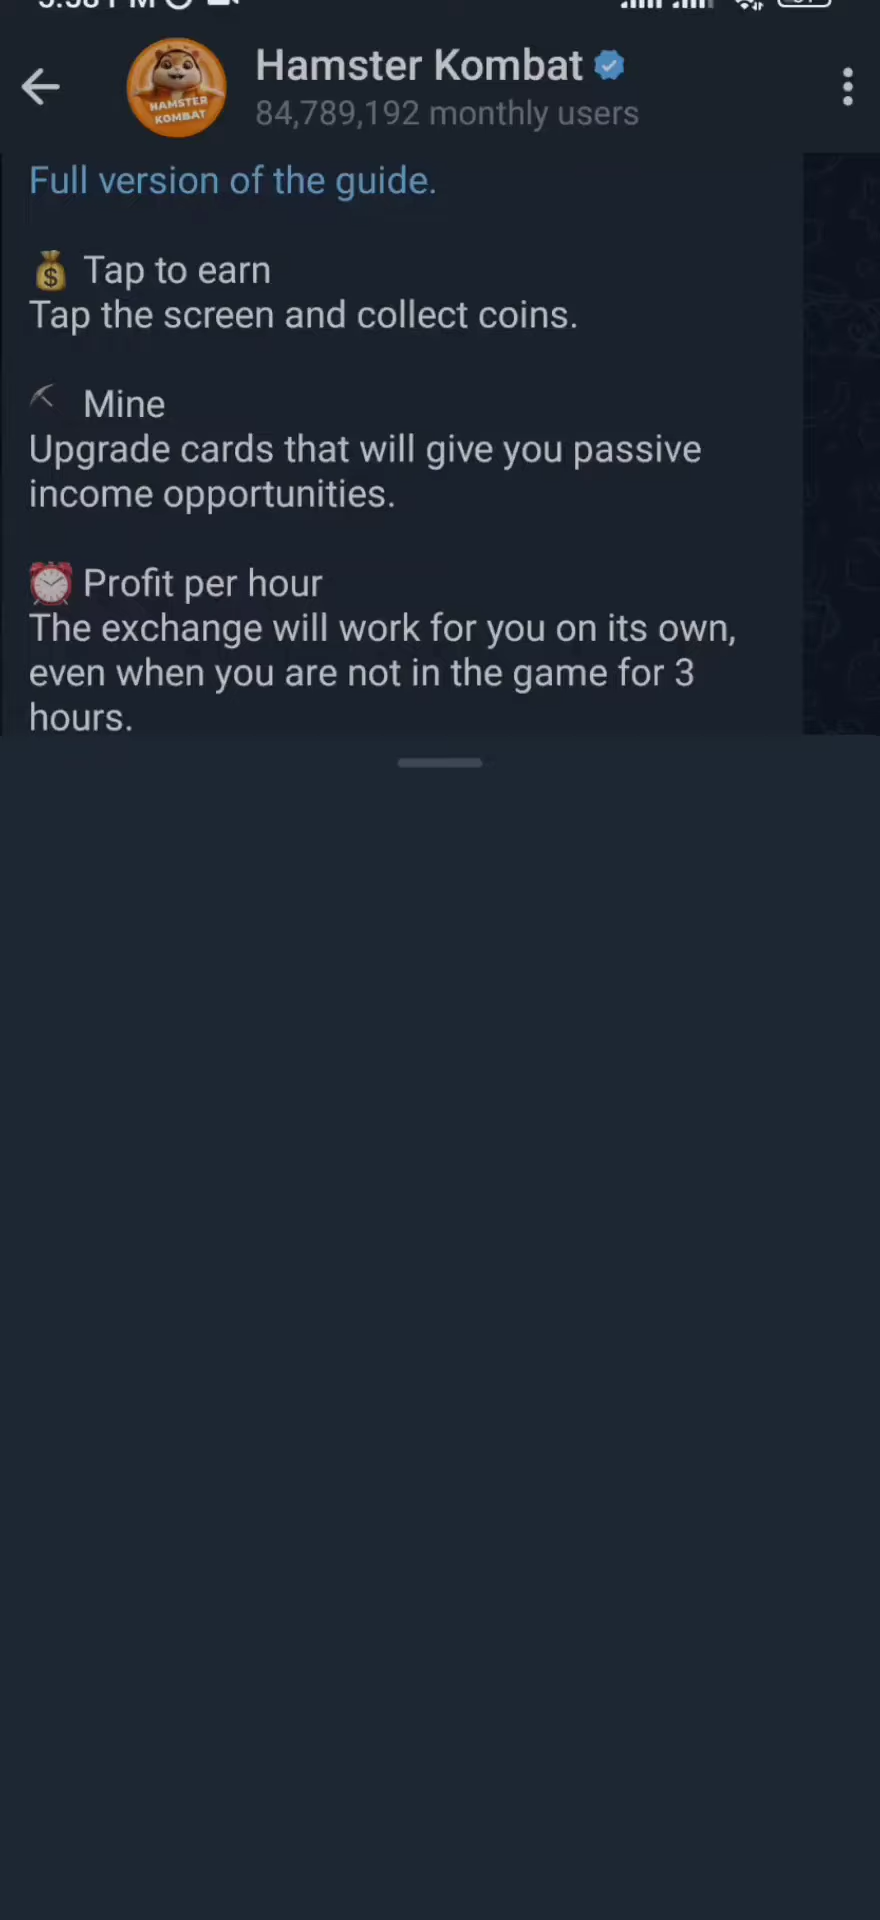 Hamster Kombat
84,789,192 monthly users
HAMSTER
KOMBAT
Full version of the guide.
Tap to earn
Tap the screen and collect coins.
Mine
Upgrade cards that will give you passive
income opportunities.
Profit per hour
The exchange will work for you on its own,
even when you are not in the game for 3
hours.